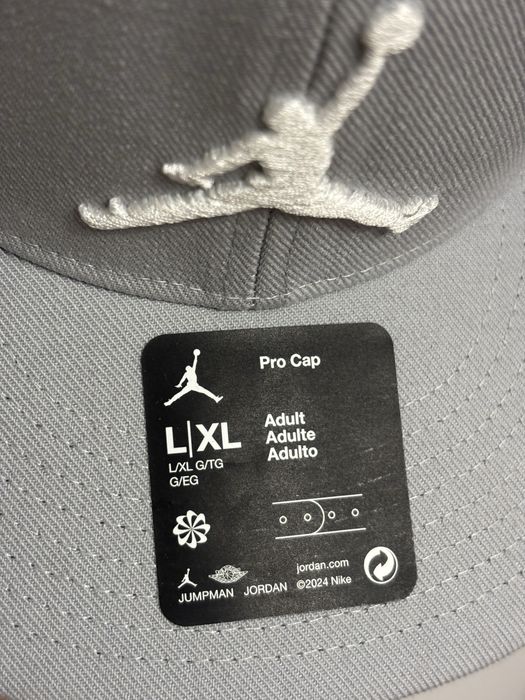 Pro Cap
L|XL
Adult
Adulte
Adulto
L/XL G/TG
G/EG
JUMPMAN JORDAN
jordan.com
©2024 Nike